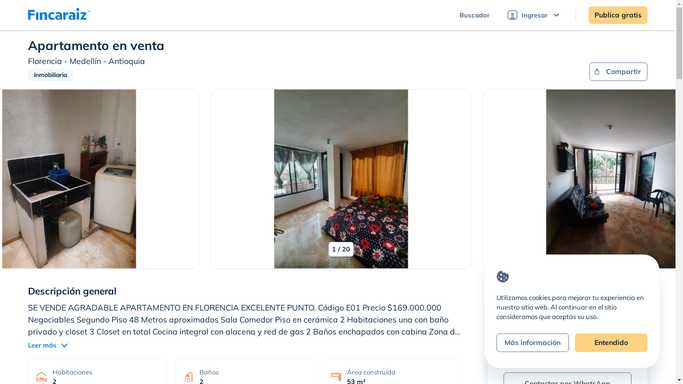 Fincaraiz
Buscador
Ingresar
Publica gratis
Apartamento en venta
Florencia - Medellín - Antioquia
Inmobiliaria
Compartir
1 / 20
Descripción general
SE VENDE AGRADABLE APARTAMENTO EN FLORENCIA EXCELENTE PUNTO. Código E01 Precio $169.000.000
Negociables Segundo Piso 48 Metros aproximados Sala Comedor Piso en cerámica 2 Habitaciones una con baño
privado y closet 3 Closet en total Cocina integral con alacena y red de gas 2 Baños enchapados con cabina Zona d...
Leer más
Habitaciones
2
Baños
2
Área construida
53 m²
Utilizamos cookies para mejorar tu experiencia en
nuestro sitio web. Al continuar en el sitio
consideramos que aceptas su uso.
Más información
Entendido
Contactar por WhatsApp